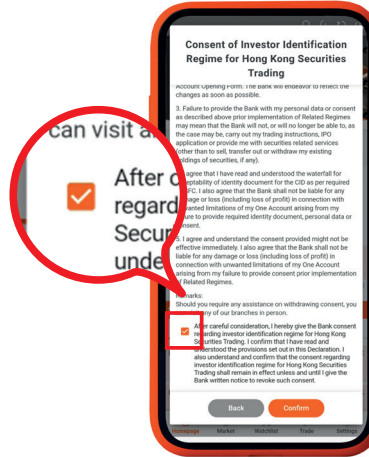 Consent of Investor Identification
Regime for Hong Kong Securities
Trading
Account Opening Form. The Bank will endeavor to reflect the
changes as soon as possible.
3. Failure to provide the Bank with my personal data or consent
as described above prior implementation of Related Regimes
may mean that the Bank will not, or will no longer be able to, as
the case may be, carry out my trading instructions, IPO
application or provide me with securities related services
(other than to sell, transfer out or withdraw my existing
holdings of securities, if any).
agree that I have read and understood the waterfall for
ptability of identity document for the CID as per required
FC. I also agree that the Bank shall not be liable for any
age or loss (including loss of profit) in connection with
wanted limitations of my One Account arising from my
ure to provide required identity document, personal data or
onsent.
5. I agree and understand the consent provided might not be
effective immediately. I also agree that the Bank shall not be
liable for any damage or loss (including loss of profit) in
connection with unwanted limitations of my One Account
arising from my failure to provide consent prior implementation
of Related Regimes.
marks:
Should you require any assistance on withdrawing consent, you
any of our branches in person.
After careful consideration, I hereby give the Bank consent
regarding investor identification regime for Hong Kong
Securities Trading. I confirm that I have read and
understood the provisions set out in this Declaration. I
also understand and confirm that the consent regarding
investor identification regime for Hong Kong Securities
Trading shall remain in effect unless and until I give the
Bank written notice to revoke such consent.
Back Confirm
Homepage Market Watchlist Trade Settings
can visit a
After c
regard
Secur
unde